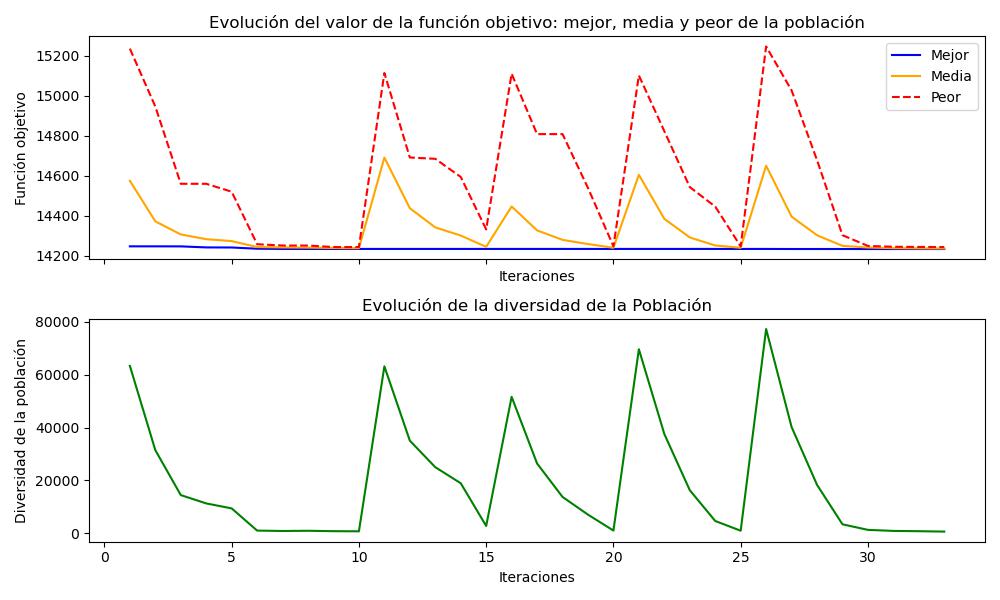 Evolución del valor de la función objetivo: mejor, media y peor de la población
Función objetivo
15200
15000
14800
14600
14400
14200
Mejor
Media
Peor
Iteraciones
Evolución de la diversidad de la Población
Diversidad de la población
80000
60000
40000
20000
0
0 5 10 15 20 25 30
Iteraciones